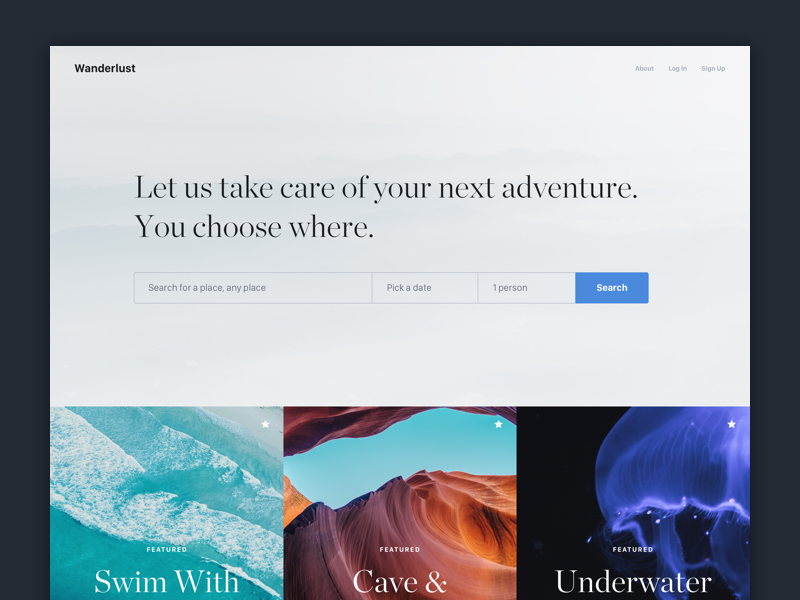 Wanderlust
About Log In Sign Up
Let us take care of your next adventure.
You choose where.
Search for a place, any place
Pick a date
1 person
Search
FEATURED
Swim With
FEATURED
Cave &
FEATURED
Underwater